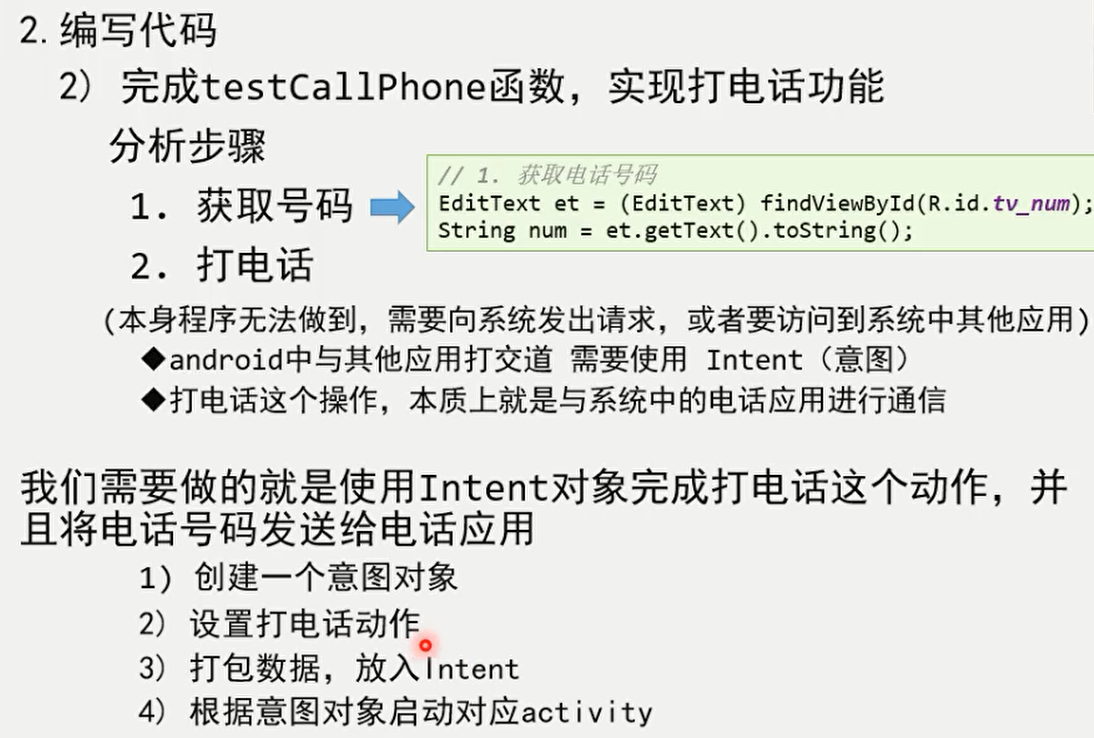 2. 编写代码
2) 完成testCallPhone函数，实现打电话功能
分析步骤
1. 获取号码
// 1. 获取电话号码
EditText et = (EditText) findViewById(R.id.tv_num);
String num = et.getText().toString();
2. 打电话
(本身程序无法做到，需要向系统发出请求，或者要访问到系统中其他应用)
◆android中与其他应用打交道 需要使用 Intent（意图）
◆打电话这个操作，本质上就是与系统中的电话应用进行通信
我们需要做的就是使用Intent对象完成打电话这个动作，并
且将电话号码发送给电话应用
1) 创建一个意图对象
2) 设置打电话动作
3) 打包数据，放入Intent
4) 根据意图对象启动对应activity